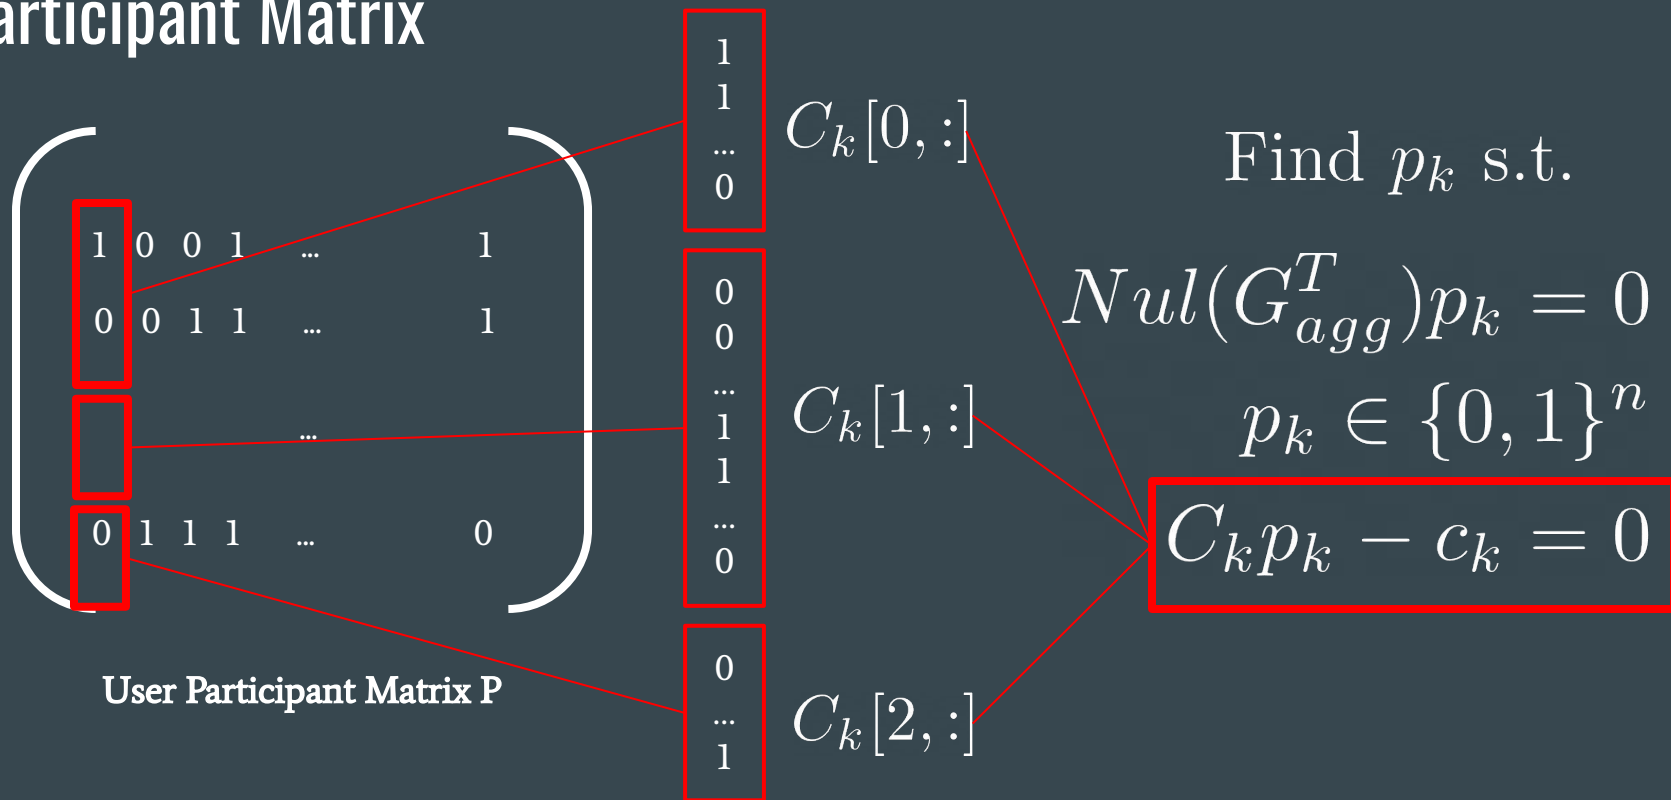 articipant Matrix
1 0 0 1 ... 1
0 0 1 1 ... 1
...
0 1 1 1 ... 0
User Participant Matrix P
1
1
...
0
C_k[0, :]
0
0
...
1
1
...
0
C_k[1, :]
0
...
1
C_k[2, :]
Find p_k s.t.
Nul(G_{agg}^T)p_k = 0
p_k ∈ {0, 1}^n
C_k p_k − c_k = 0